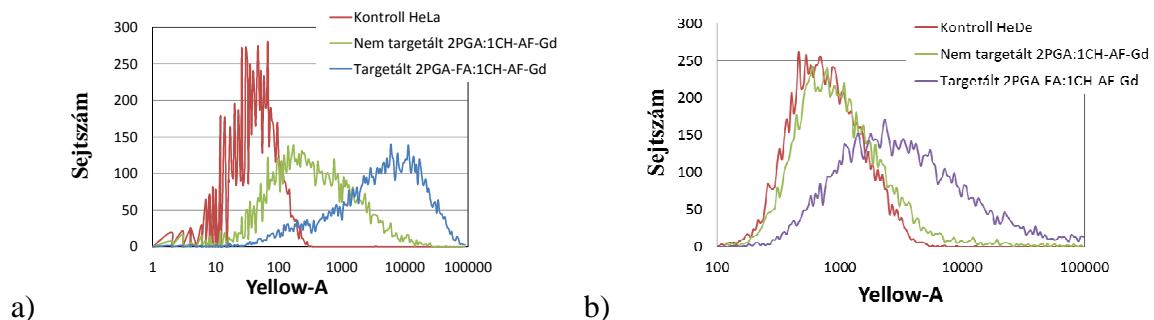 Kontroll HeLa
Nem targetált 2PGA:1CH-AF-Gd
Targetált 2PGA-FA:1CH-AF-Gd
300
250
200
150
100
50
0
Sejtszám
1 10 100 1000 10000 100000
Yellow-A
a)
Kontroll HeDe
Nem targetált 2PGA:1CH-AF-Gd
Targetált 2PGA-FA:1CH-AF-Gd
300
250
200
150
100
50
0
Sejtszám
100 1000 10000 100000
Yellow-A
b)